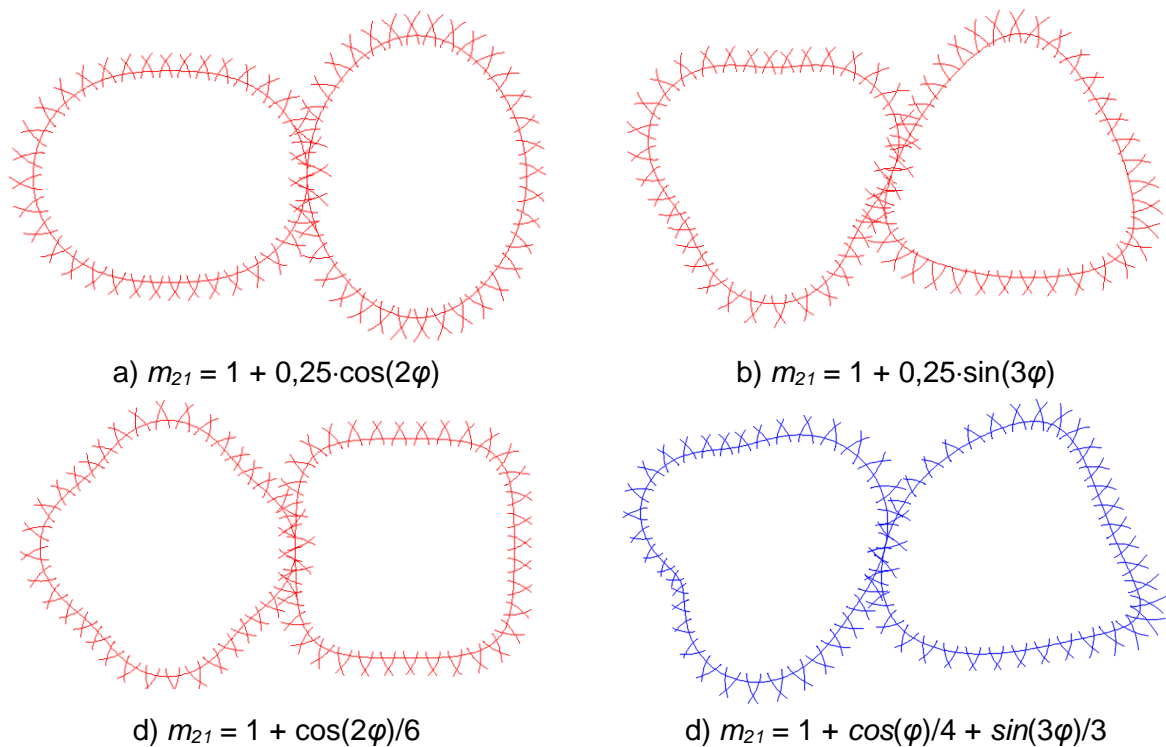 a) m21 = 1 + 0,25·cos(2φ)
b) m21 = 1 + 0,25·sin(3φ)
d) m21 = 1 + cos(2φ)/6
d) m21 = 1 + cos(φ)/4 + sin(3φ)/3